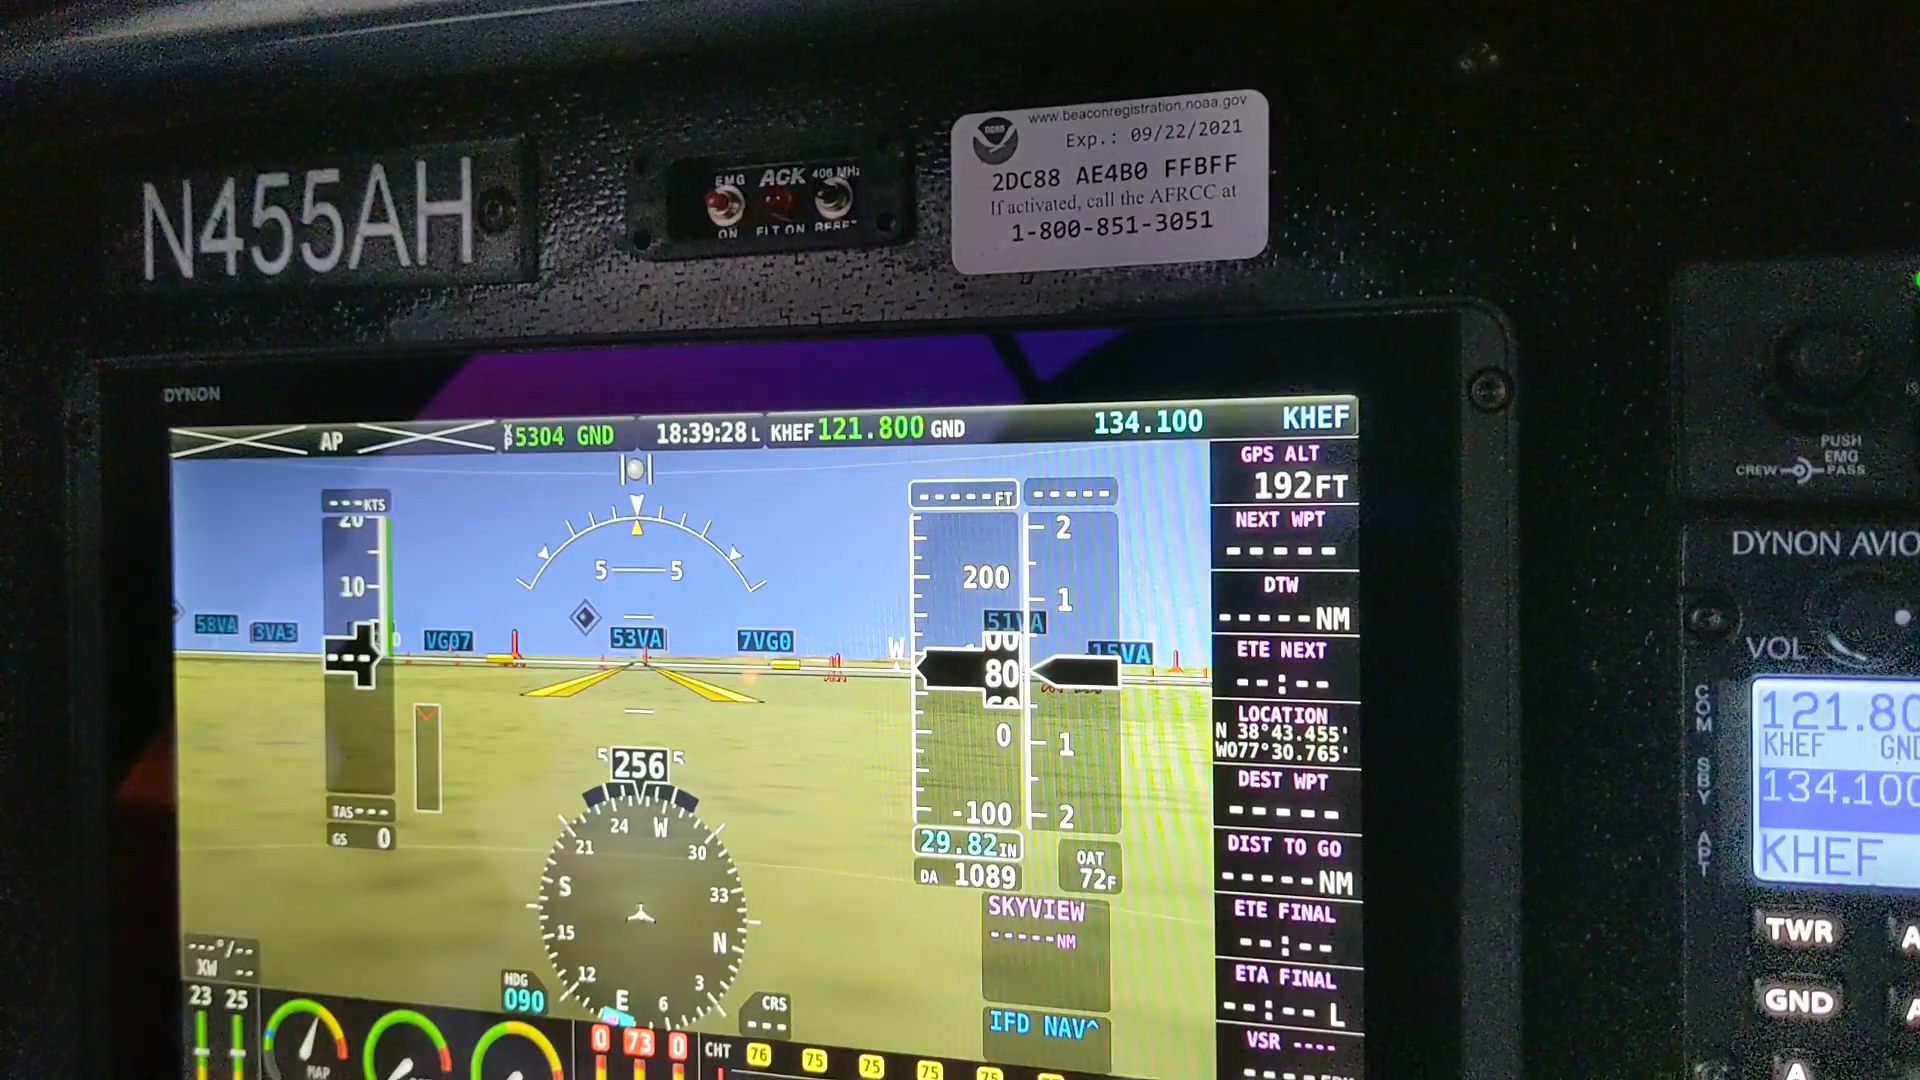 www.beaconregistration.noaa.gov
Exp.: 09/22/2021
2DC88 AE4B0 FFBFF
If activated, call the AFRCC at
1-800-851-3051
N455AH
EMG ACK 406 MHz
ON ELT ON RESET
DYNON
AP
XP 5304 GND
18:39:28 L
KHEF 121.800 GND
134.100 KHEF
GPS ALT
192FT
NEXT WPT
-----
DTW
-----NM
ETE NEXT
--:--
LOCATION
N 38°43.455'
W077°30.765'
DEST WPT
-----
DIST TO GO
-----NM
ETE FINAL
--:--
ETA FINAL
--:-- L
VSR ----
---KTS
20
10
TAS---
GS 0
5 5
58VA 3VA3 VG07 53VA 7VG0 51VA 15VA
W
-----FT
-----
200
80
0
-100
2
1
1
2
29.82IN
DA 1089
OAT
72F
SKYVIEW
-----NM
IFD NAV^
5 256 5
24 W 30 33 N 3 6 E 12 15 S 21
HDG
090
CRS
---
---°/--
XW --
23 25
MAP
0 73 0
CHT 76 75 75 75 75
PUSH
EMG
CREW PASS
DYNON AVIO
VOL
COM SBY APT
121.80
KHEF GND
134.100
KHEF
TWR
GND